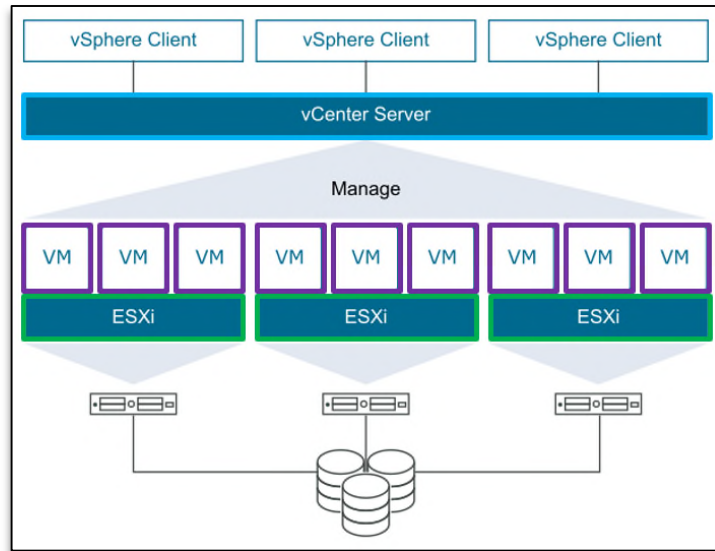 vSphere Client vSphere Client vSphere Client
vCenter Server
Manage
VM VM VM VM VM VM VM VM VM
ESXi ESXi ESXi